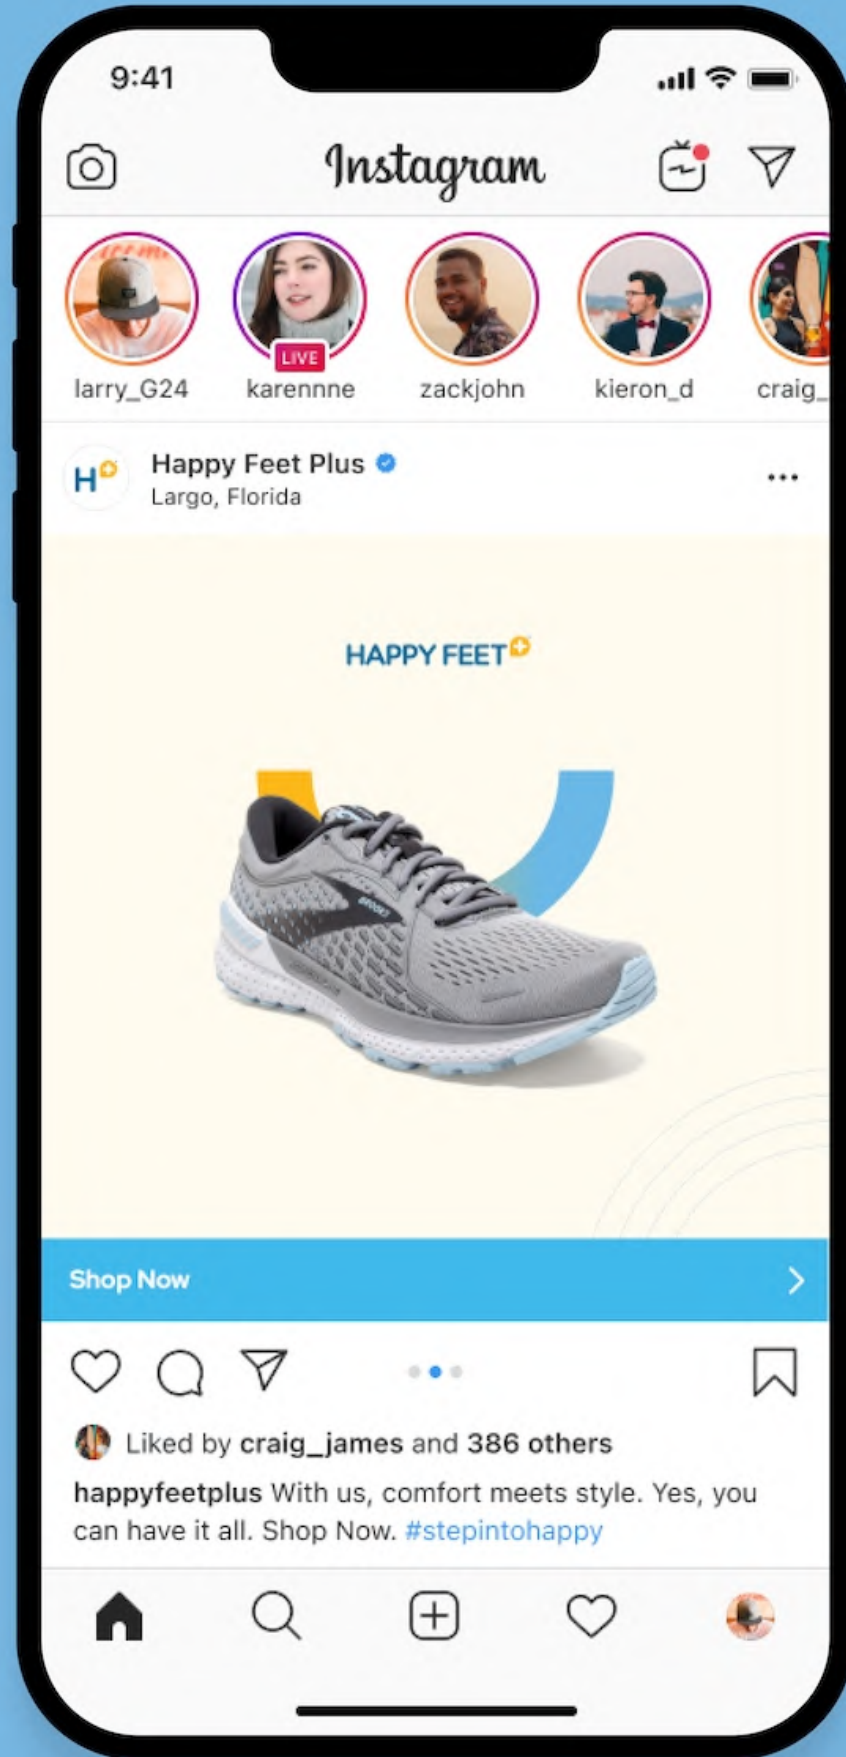 9:41
Instagram
LIVE
larry_G24
karennne
zackjohn
kieron_d
craig_
H
Happy Feet Plus
Largo, Florida
HAPPY FEET
BROOKS
Shop Now
Liked by craig_james and 386 others
happyfeetplus With us, comfort meets style. Yes, you
can have it all. Shop Now. #stepintohappy